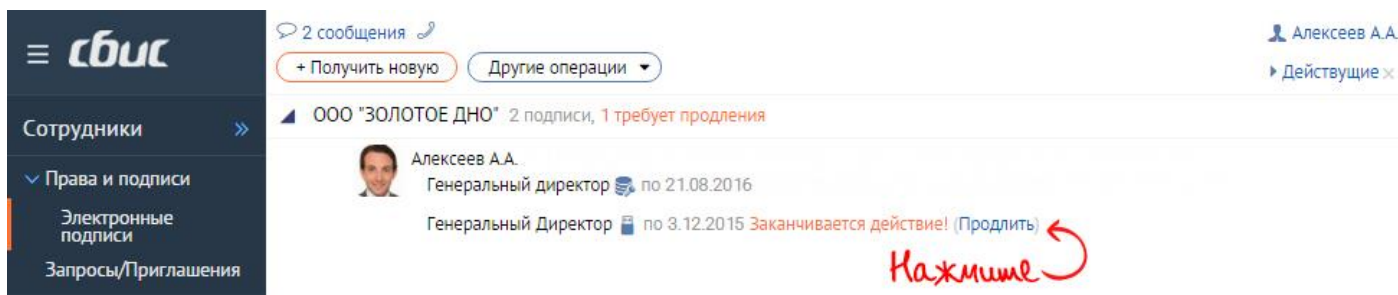 сбис
2 сообщения
Алексеев А.А.
+ Получить новую
Другие операции
Действущие ×
Сотрудники
ООО "ЗОЛОТОЕ ДНО" 2 подписи, 1 требует продления
Права и подписи
Алексеев А.А.
Генеральный директор по 21.08.2016
Электронные
подписи
Генеральный Директор по 3.12.2015 Заканчивается действие! (Продлить)
Запросы/Приглашения
Нажмите